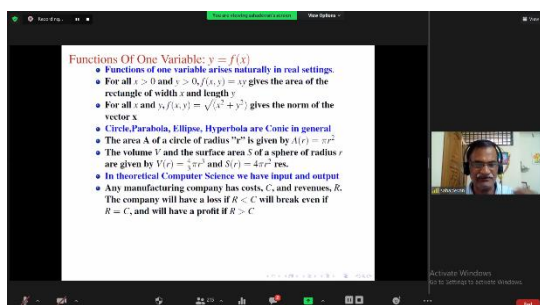 Recording...
View Options
View
Functions Of One Variable: y = f(x)
Functions of one variable arises naturally in real settings.
For all x > 0 and y > 0, f(x, y) = xy gives the area of the
rectangle of width x and length y
For all x and y, f(x, y) = √(x² + y²) gives the norm of the
vector x
Circle,Parabola, Ellipse, Hyperbola are Conic in general
The area A of a circle of radius "r" is given by A(r) = πr²
The volume V and the surface area S of a sphere of radius r
are given by V(r) = 4/3 πr³ and S(r) = 4πr² res.
In theoretical Computer Science we have input and output
Any manufacturing company has costs, C, and revenues, R.
The company will have a loss if R < C will break even if
R = C, and will have a profit if R > C
Activate Windows
Go to Settings to activate Windows.